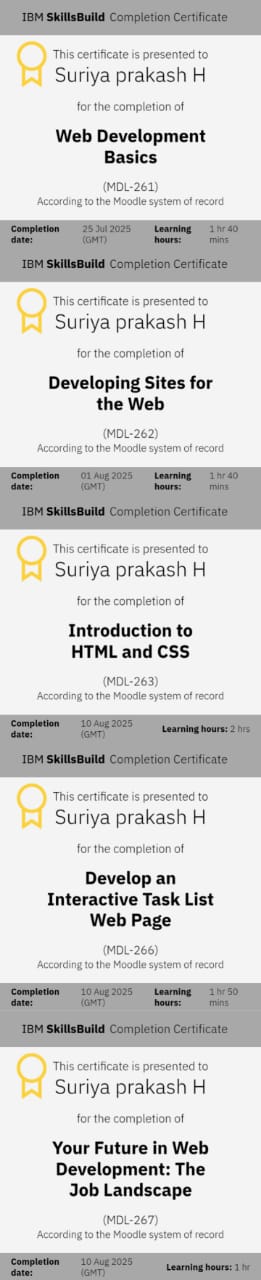 IBM SkillsBuild Completion Certificate
This certificate is presented to
Suriya prakash H
for the completion of
Web Development
Basics
(MDL-261)
According to the Moodle system of record
Completion date: 25 Jul 2025 (GMT) Learning hours: 1 hr 40 mins
IBM SkillsBuild Completion Certificate
This certificate is presented to
Suriya prakash H
for the completion of
Developing Sites for
the Web
(MDL-262)
According to the Moodle system of record
Completion date: 01 Aug 2025 (GMT) Learning hours: 1 hr 40 mins
IBM SkillsBuild Completion Certificate
This certificate is presented to
Suriya prakash H
for the completion of
Introduction to
HTML and CSS
(MDL-263)
According to the Moodle system of record
Completion date: 10 Aug 2025 (GMT) Learning hours: 2 hrs
IBM SkillsBuild Completion Certificate
This certificate is presented to
Suriya prakash H
for the completion of
Develop an
Interactive Task List
Web Page
(MDL-266)
According to the Moodle system of record
Completion date: 10 Aug 2025 (GMT) Learning hours: 1 hr 50 mins
IBM SkillsBuild Completion Certificate
This certificate is presented to
Suriya prakash H
for the completion of
Your Future in Web
Development: The
Job Landscape
(MDL-267)
According to the Moodle system of record
Completion date: 10 Aug 2025 (GMT) Learning hours: 1 hr